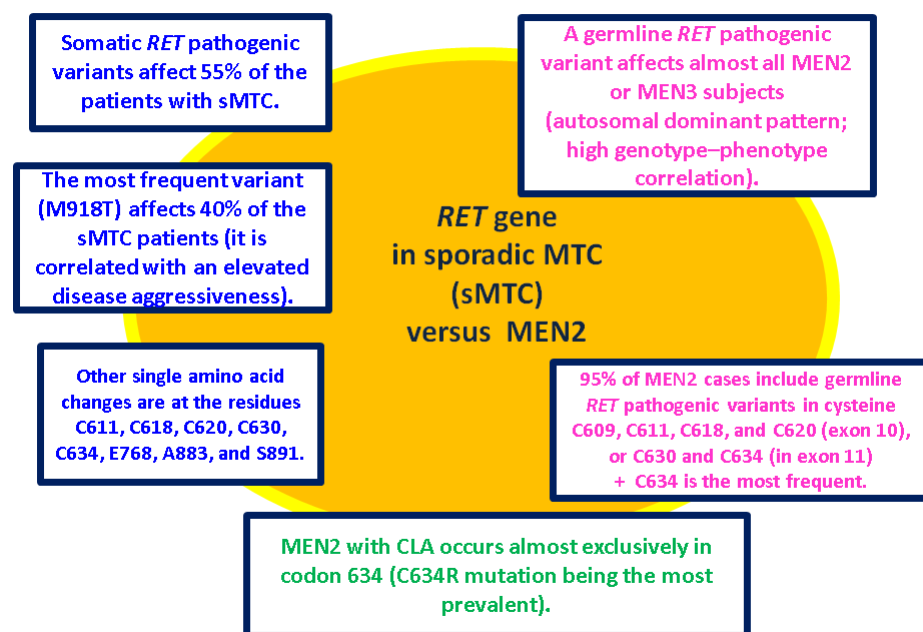 Somatic RET pathogenic
variants affect 55% of the
patients with sMTC.
A germline RET pathogenic
variant affects almost all MEN2
or MEN3 subjects
(autosomal dominant pattern;
high genotype–phenotype
correlation).
The most frequent variant
(M918T) affects 40% of the
sMTC patients (it is
correlated with an elevated
disease aggressiveness).
RET gene
in sporadic MTC
(sMTC)
versus MEN2
Other single amino acid
changes are at the residues
C611, C618, C620, C630,
C634, E768, A883, and S891.
95% of MEN2 cases include germline
RET pathogenic variants in cysteine
C609, C611, C618, and C620 (exon 10),
or C630 and C634 (in exon 11)
+ C634 is the most frequent.
MEN2 with CLA occurs almost exclusively in
codon 634 (C634R mutation being the most
prevalent).